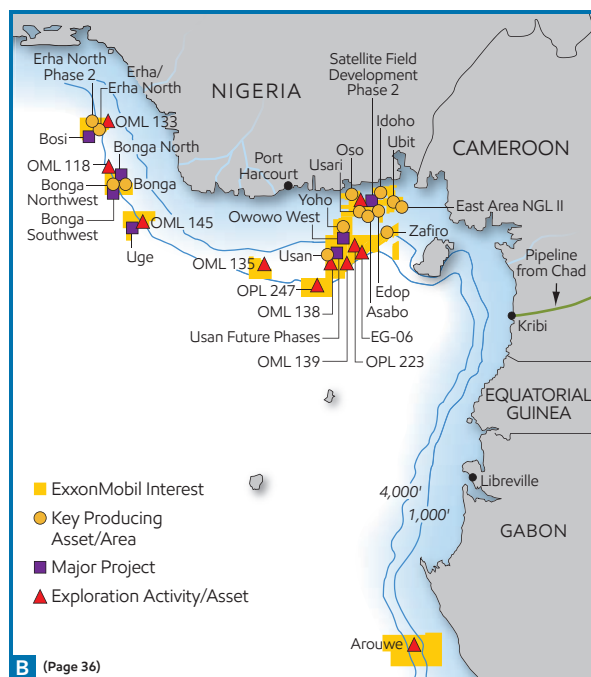 Erha North
Phase 2
Erha/
Erha North
NIGERIA
Satellite Field
Development
Phase 2
OML 133
Bosi
Bonga North
OML 118
Bonga
Northwest
Bonga
Bonga
Southwest
OML 145
Uge
Port
Harcourt
Usari
Oso
Idoho
Ubit
CAMEROON
Yoho
Owowo West
East Area NGL II
Zafiro
Usan
OML 135
OPL 247
OML 138
Usan Future Phases
OML 139
Edop
Asabo
EG-06
OPL 223
Pipeline
from Chad
Kribi
EQUATORIAL
GUINEA
4,000'
1,000'
Libreville
GABON
ExxonMobil Interest
Key Producing
Asset/Area
Major Project
Exploration Activity/Asset
Arouwe
B (Page 36)